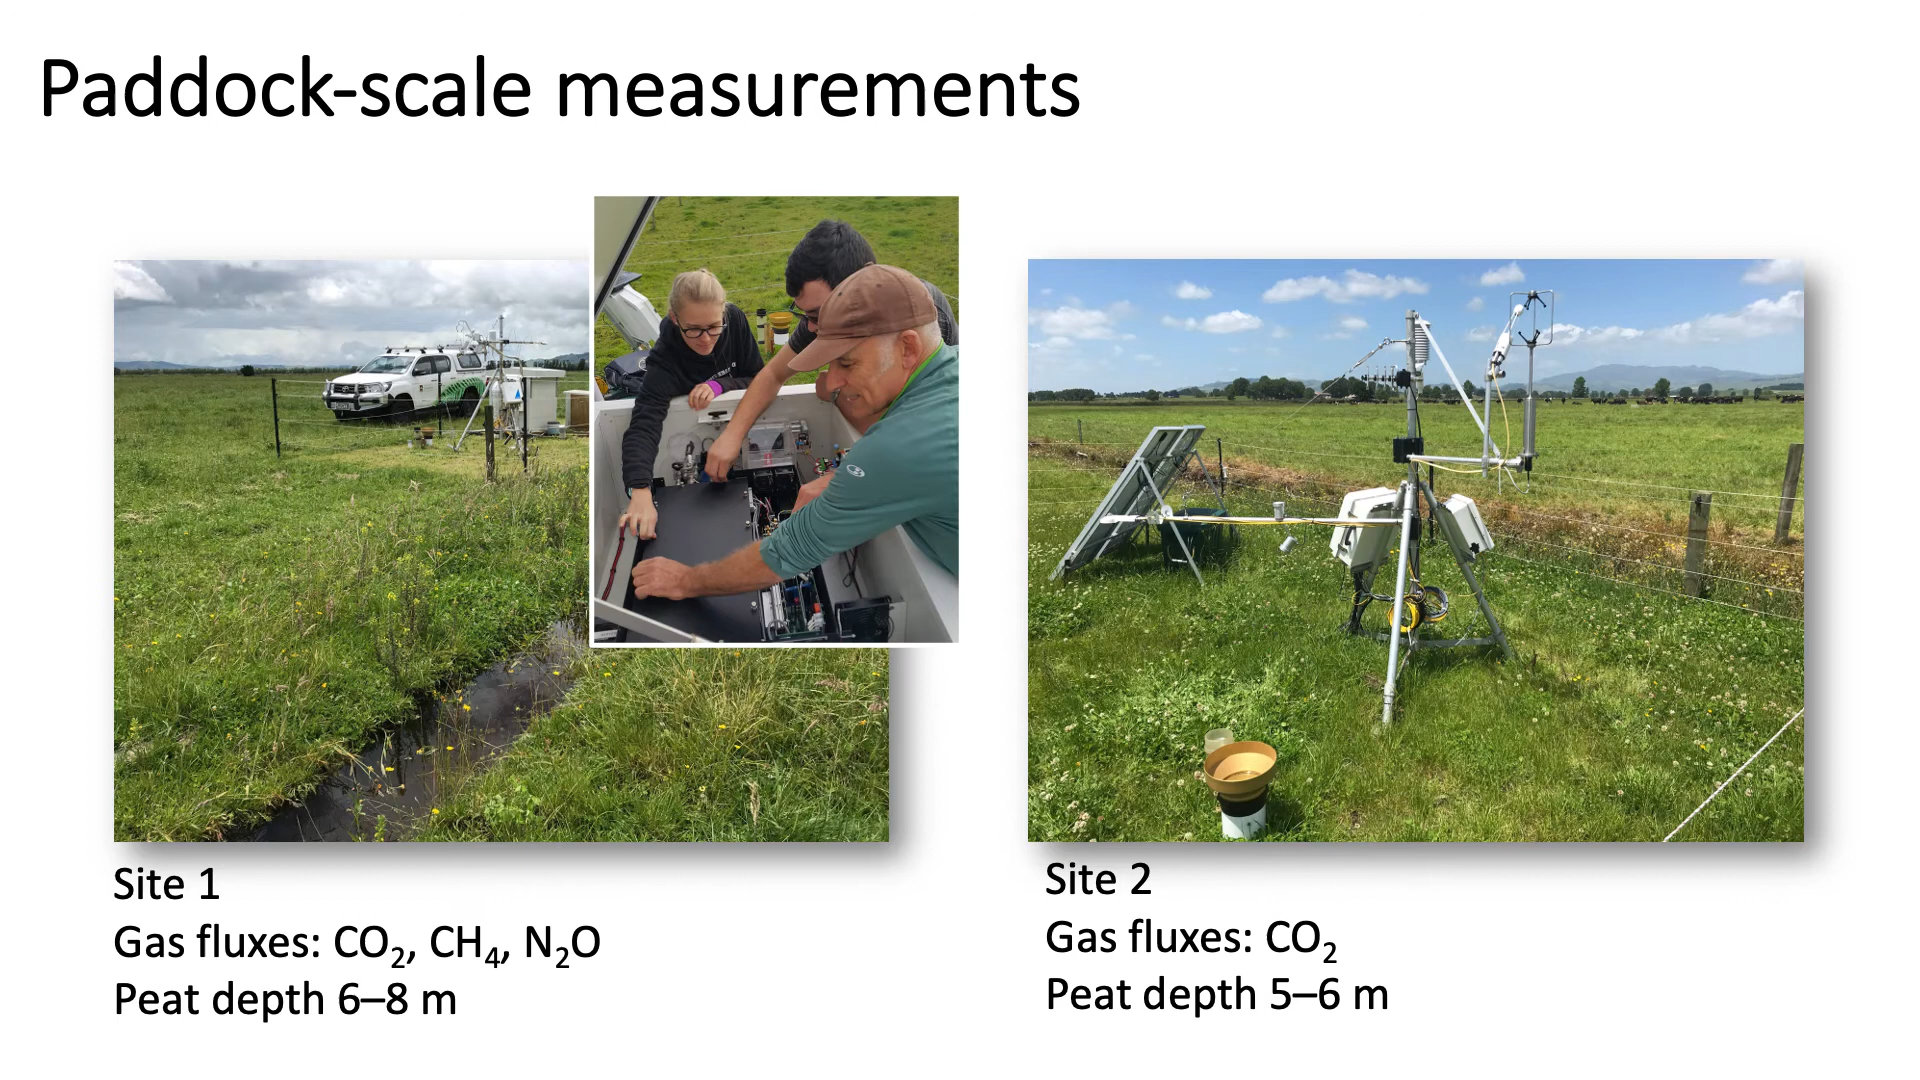 Paddock-scale measurements
Site 1
Gas fluxes: CO₂, CH₄, N₂O
Peat depth 6–8 m
Site 2
Gas fluxes: CO₂
Peat depth 5–6 m